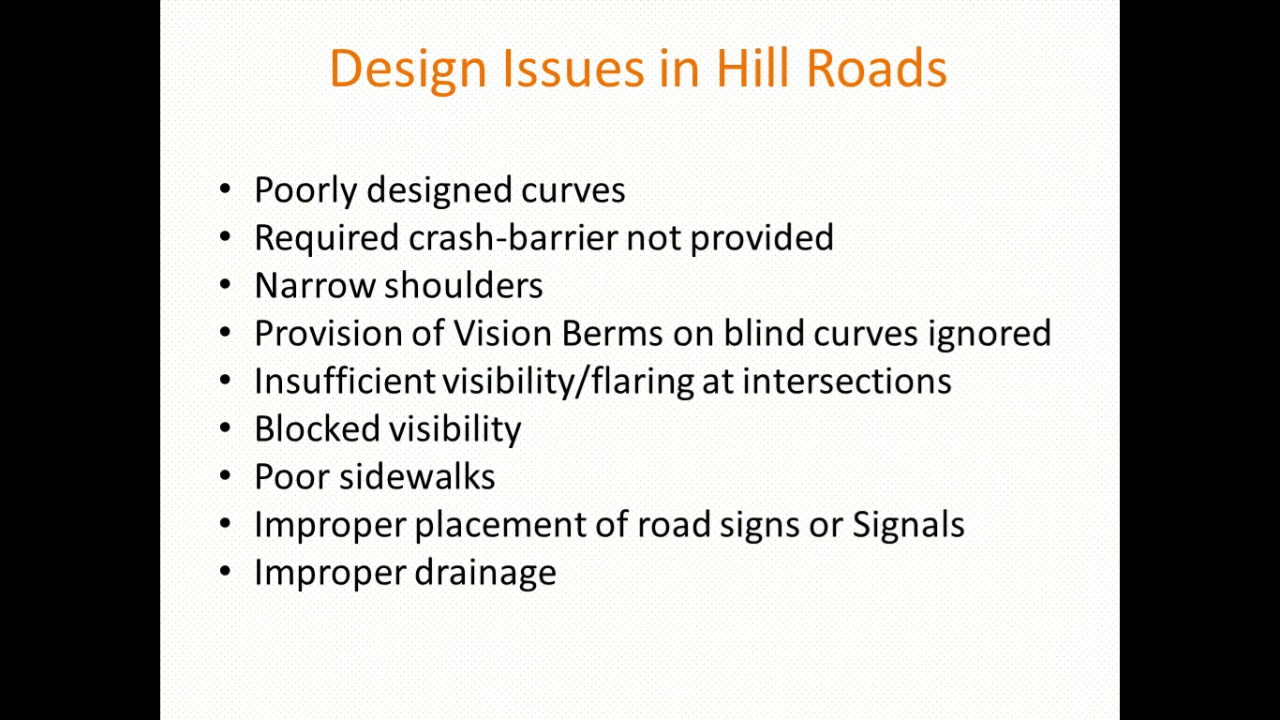 Design Issues in Hill Roads
• Poorly designed curves
• Required crash-barrier not provided
• Narrow shoulders
• Provision of Vision Berms on blind curves ignored
• Insufficient visibility/flaring at intersections
• Blocked visibility
• Poor sidewalks
• Improper placement of road signs or Signals
• Improper drainage